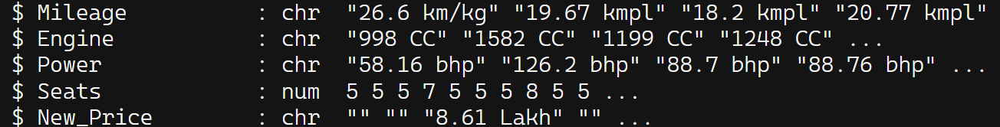 $ Mileage : chr "26.6 km/kg" "19.67 kmpl" "18.2 kmpl" "20.77 kmpl"
$ Engine : chr "998 CC" "1582 CC" "1199 CC" "1248 CC" ...
$ Power : chr "58.16 bhp" "126.2 bhp" "88.7 bhp" "88.76 bhp" ...
$ Seats : num 5 5 5 7 5 5 5 8 5 5 ...
$ New_Price : chr "" "" "8.61 Lakh" "" ...